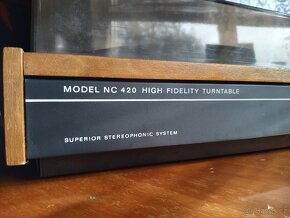 MODEL NC 420 HIGH FIDELITY TURNTABLE
SUPERIOR STEREOPHONIC SYSTEM